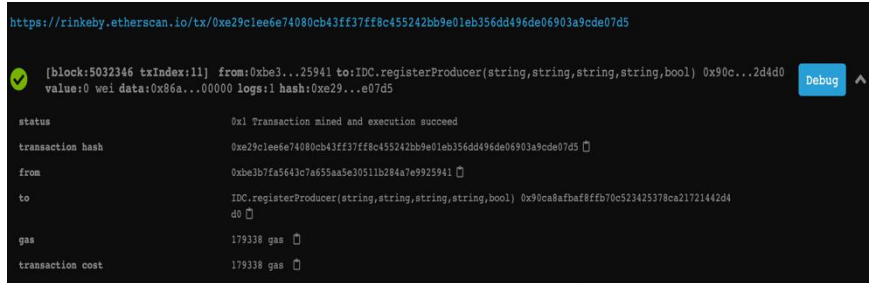 https://rinkeby.etherscan.io/tx/0xe29c1ee6e74080cb43ff37ff8c455242bb9e01eb356dd496de06903a9cde07d5
[block:5032346 txIndex:11] from:0xbe3...25941 to:IDC.registerProducer(string,string,string,string,bool) 0x90c...2d4d0
value:0 wei data:0x86a...00000 logs:1 hash:0xe29...e07d5
Debug
status 0x1 Transaction mined and execution succeed
transaction hash 0xe29c1ee6e74080cb43ff37ff8c455242bb9e01eb356dd496de06903a9cde07d5
from 0xbe3b7fa5643c7a655aa5e30511b284a7e9925941
to IDC.registerProducer(string,string,string,string,bool) 0x90ca8afbaf8ffb70c523425378ca21721442d4
d0
gas 179338 gas
transaction cost 179338 gas